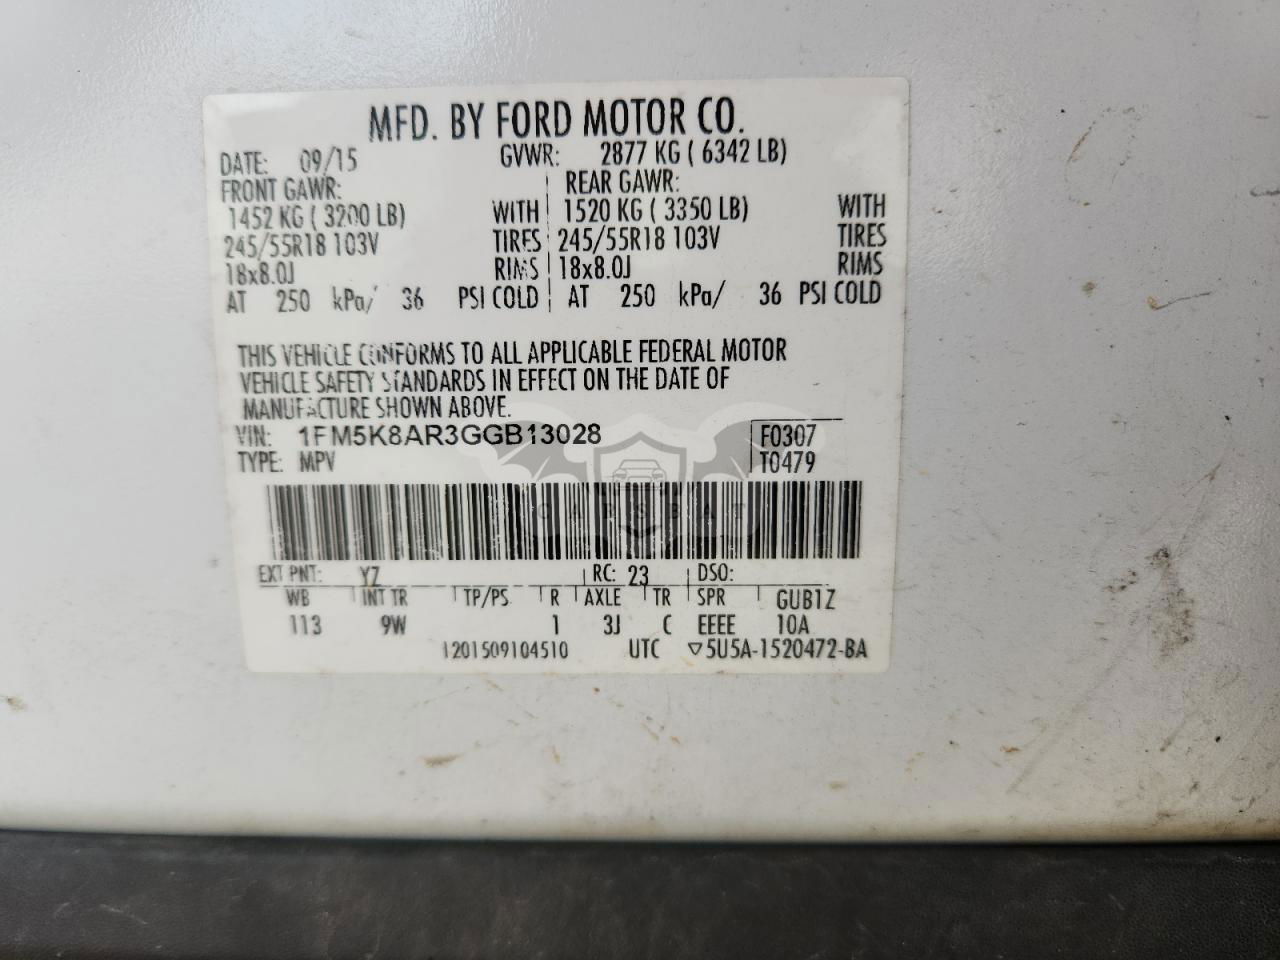 MFD. BY FORD MOTOR CO.
DATE: 09/15 GVWR: 2877 KG ( 6342 LB)
FRONT GAWR: REAR GAWR:
1452 KG ( 3200 LB) WITH 1520 KG ( 3350 LB) WITH
245/55R18 103V TIRES 245/55R18 103V TIRES
18x8.0J RIMS 18x8.0J RIMS
AT 250 kPa/ 36 PSI COLD AT 250 kPa/ 36 PSI COLD
THIS VEHICLE CONFORMS TO ALL APPLICABLE FEDERAL MOTOR
VEHICLE SAFETY STANDARDS IN EFFECT ON THE DATE OF
MANUFACTURE SHOWN ABOVE.
VIN: 1FM5K8AR3GGB13028 F0307
TYPE: MPV T0479
CARSBAT
EXT PNT: YZ RC: 23 DSO:
WB INT TR TP/PS R AXLE TR SPR GUB1Z
113 9W 1 3J C EEEE 10A
1201509104510 UTC ▽5U5A-1520472-BA